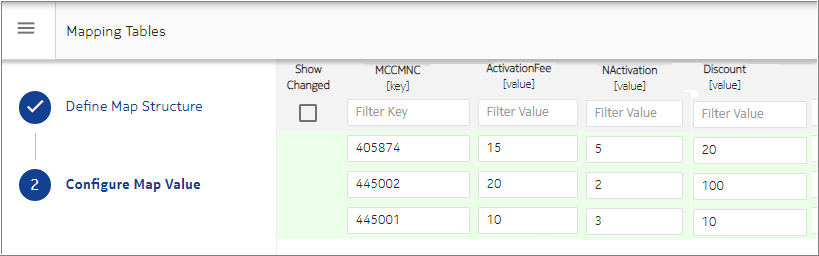 Mapping Tables
Show Changed MCCMNC [key] ActivationFee [value] NActivation [value] Discount [value]
Define Map Structure
Filter Key Filter Value Filter Value Filter Value
405874 15 5 20
2 Configure Map Value
445002 20 2 100
445001 10 3 10